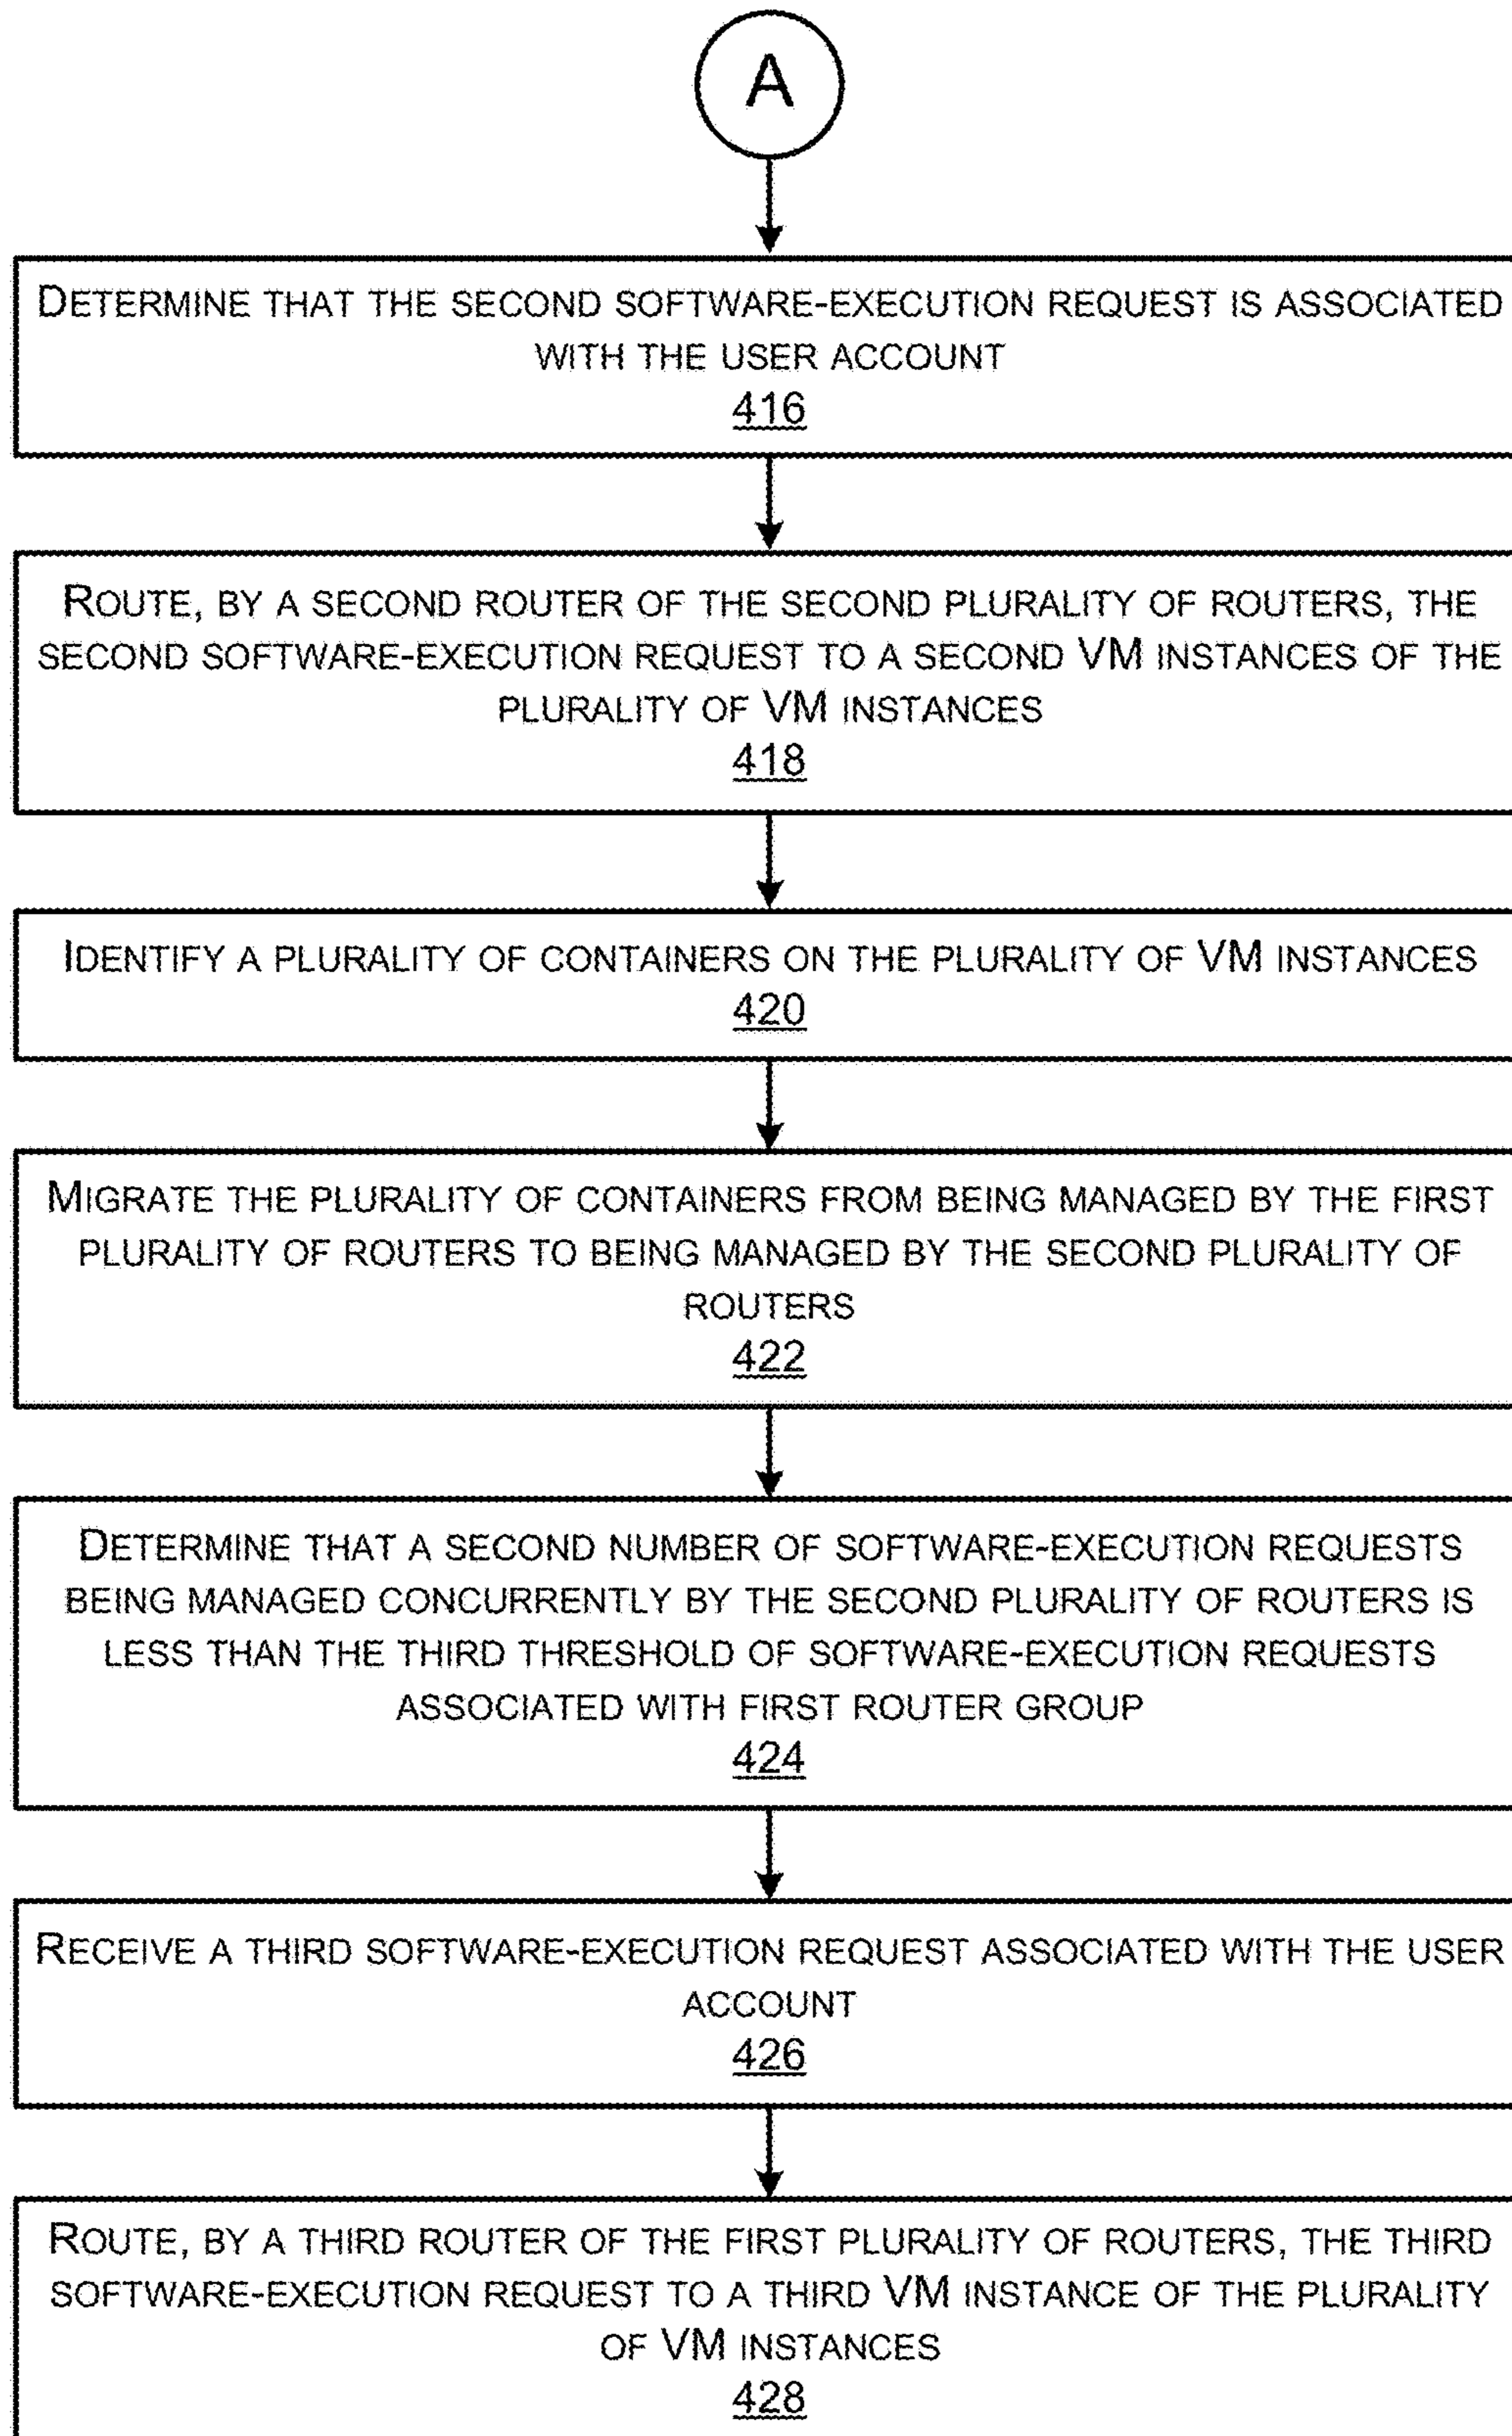 A
DETERMINE THAT THE SECOND SOFTWARE-EXECUTION REQUEST IS ASSOCIATED
WITH THE USER ACCOUNT
416
ROUTE, BY A SECOND ROUTER OF THE SECOND PLURALITY OF ROUTERS, THE
SECOND SOFTWARE-EXECUTION REQUEST TO A SECOND VM INSTANCES OF THE
PLURALITY OF VM INSTANCES
418
IDENTIFY A PLURALITY OF CONTAINERS ON THE PLURALITY OF VM INSTANCES
420
MIGRATE THE PLURALITY OF CONTAINERS FROM BEING MANAGED BY THE FIRST
PLURALITY OF ROUTERS TO BEING MANAGED BY THE SECOND PLURALITY OF
ROUTERS
422
DETERMINE THAT A SECOND NUMBER OF SOFTWARE-EXECUTION REQUESTS
BEING MANAGED CONCURRENTLY BY THE SECOND PLURALITY OF ROUTERS IS
LESS THAN THE THIRD THRESHOLD OF SOFTWARE-EXECUTION REQUESTS
ASSOCIATED WITH FIRST ROUTER GROUP
424
RECEIVE A THIRD SOFTWARE-EXECUTION REQUEST ASSOCIATED WITH THE USER
ACCOUNT
426
ROUTE, BY A THIRD ROUTER OF THE FIRST PLURALITY OF ROUTERS, THE THIRD
SOFTWARE-EXECUTION REQUEST TO A THIRD VM INSTANCE OF THE PLURALITY
OF VM INSTANCES
428